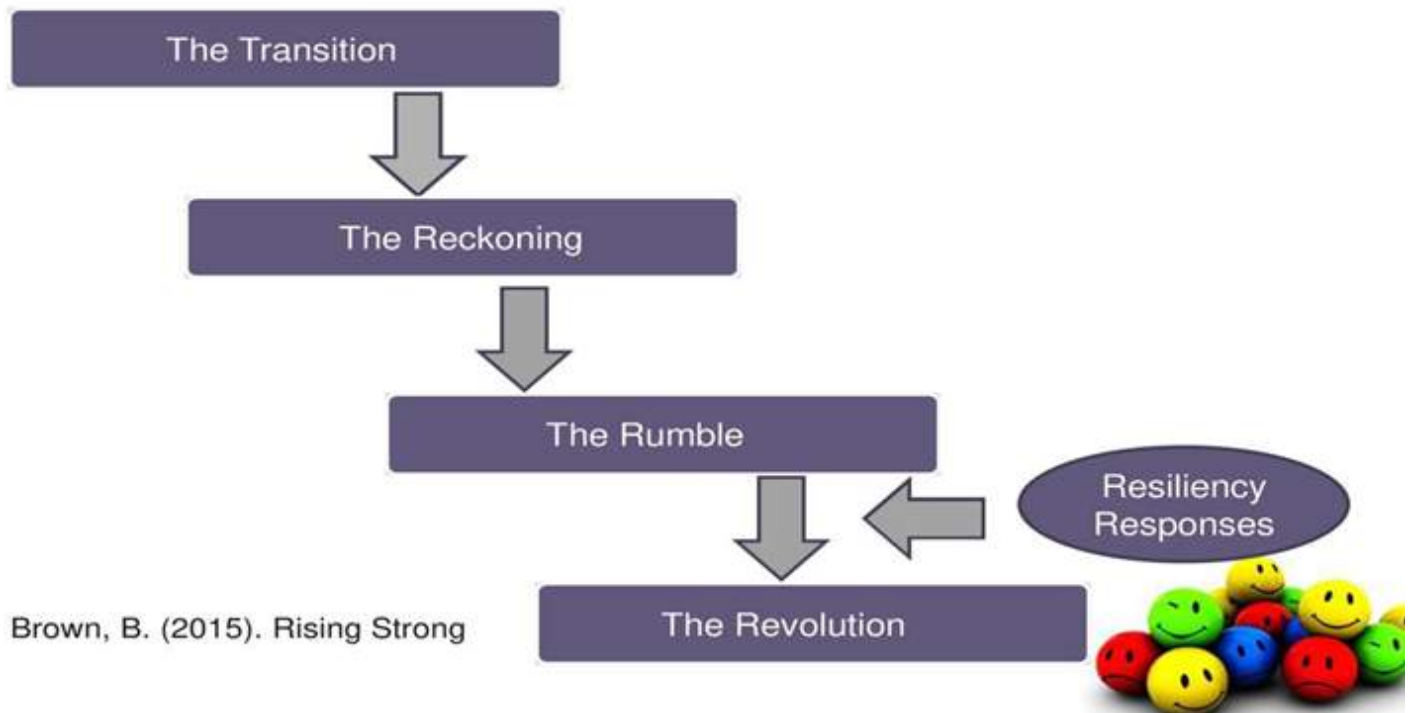 The Transition
The Reckoning
The Rumble
Resiliency
Responses
The Revolution
Brown, B. (2015). Rising Strong